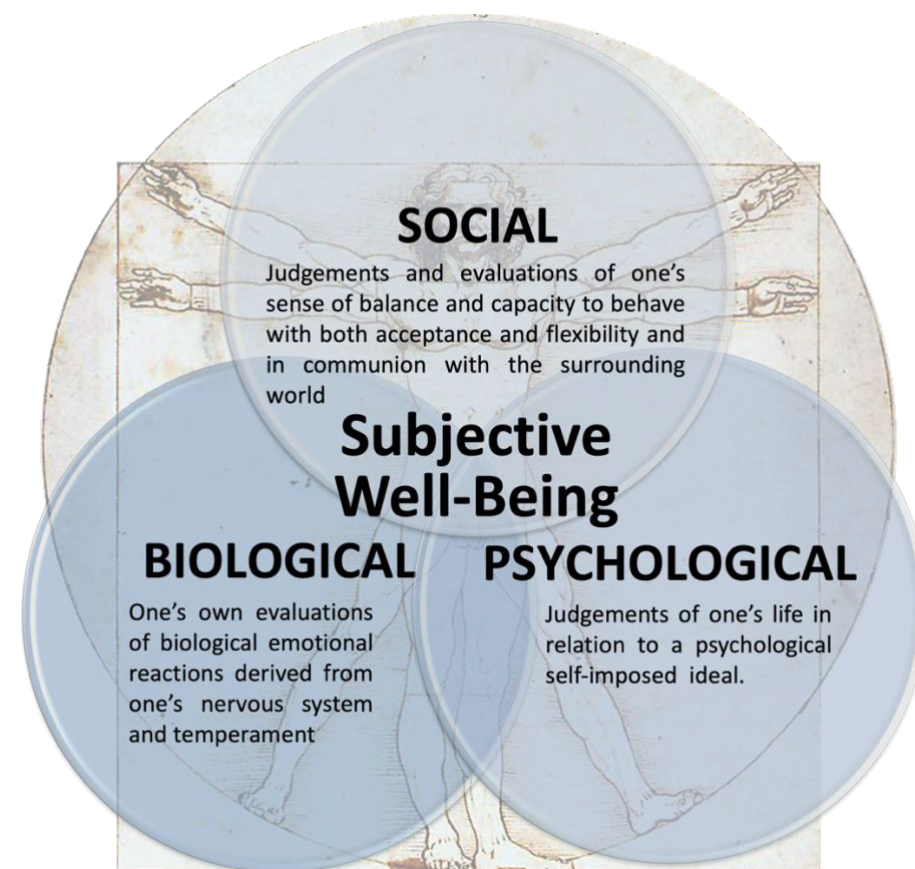 SOCIAL
Judgements and evaluations of one's
sense of balance and capacity to behave
with both acceptance and flexibility and
in communion with the surrounding
world
Subjective
Well-Being
BIOLOGICAL
One's own evaluations
of biological emotional
reactions derived from
one's nervous system
and temperament
PSYCHOLOGICAL
Judgements of one's life in
relation to a psychological
self-imposed ideal.